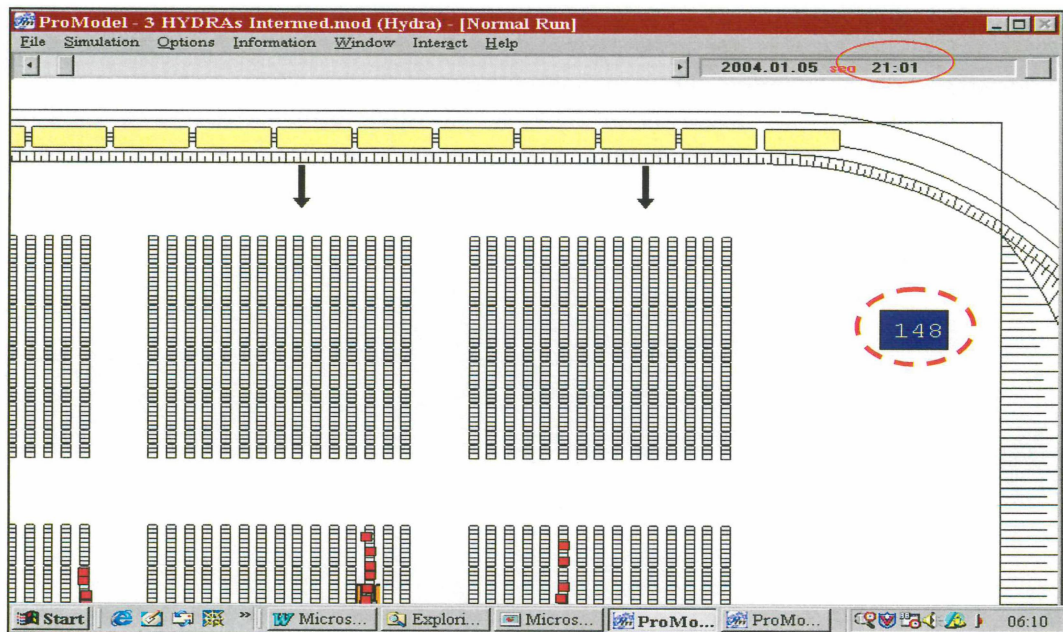 ProModel - 3 HYDRAs Intermed.mod (Hydra) - [Normal Run]
File Simulation Options Information Window Interact Help
2004.01.05 sea 21:01
148
Start » Micros... Explori... Micros... ProMo... ProMo... 06:10